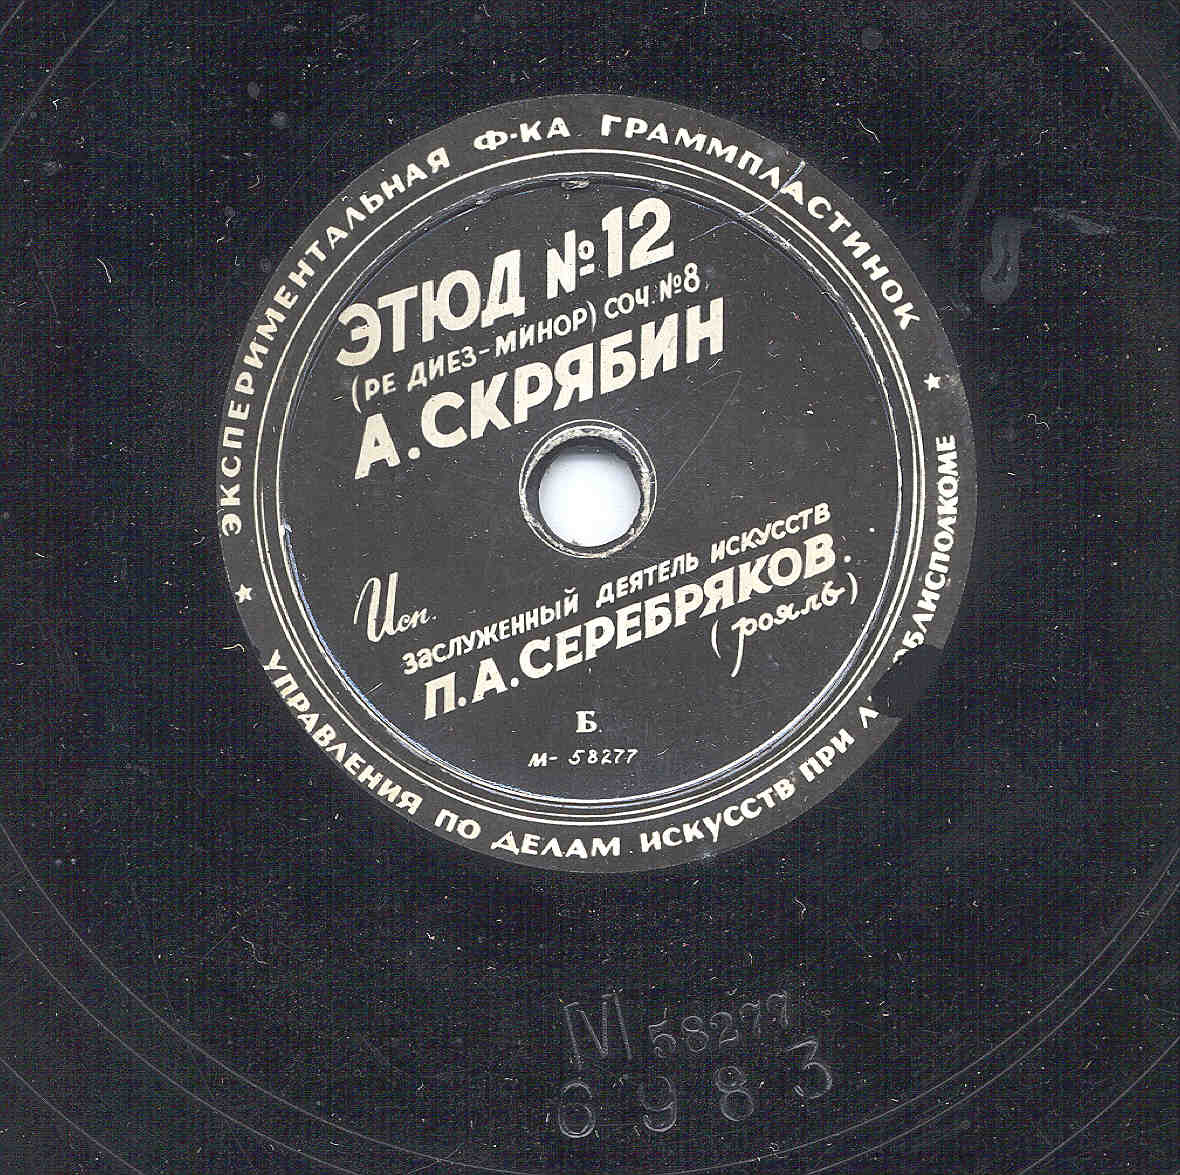 ЭКСПЕРИМЕНТАЛЬНАЯ Ф-КА ГРАММПЛАСТИНОК
ЭТЮД №12
(РЕ ДИЕЗ-МИНОР) СОЧ. №8
А. СКРЯБИН
Исп.
ЗАСЛУЖЕННЫЙ ДЕЯТЕЛЬ ИСКУССТВ
П. А. СЕРЕБРЯКОВ.
(рояль)
Б.
М- 58277
★ УПРАВЛЕНИЯ ПО ДЕЛАМ ИСКУССТВ ПРИ ОБЛИСПОЛКОМЕ ★
М 58277
6983